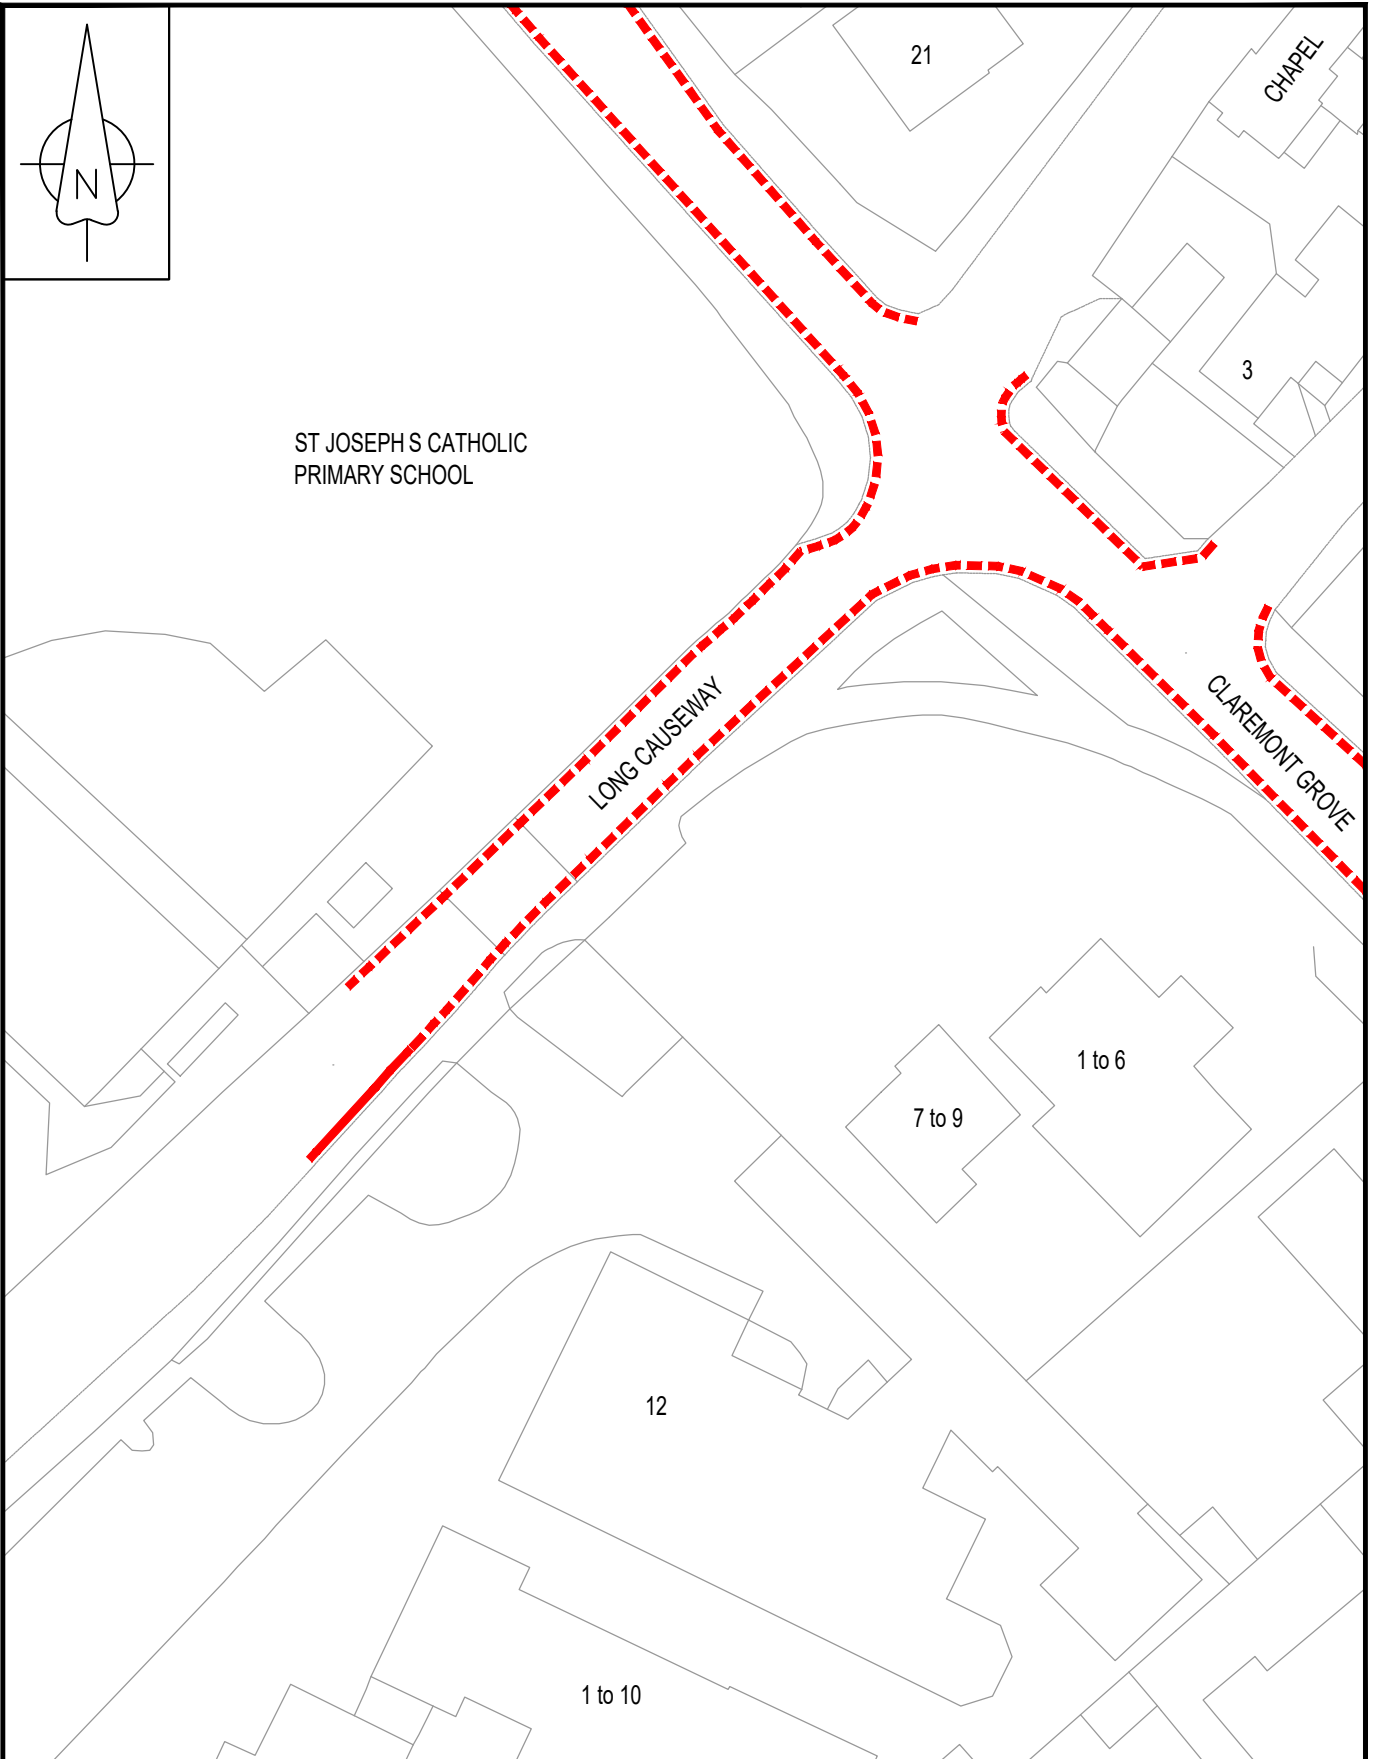 N
21
CHAPEL
3
ST JOSEPH S CATHOLIC
PRIMARY SCHOOL
LONG CAUSEWAY
CLAREMONT GROVE
1 to 6
7 to 9
12
1 to 10